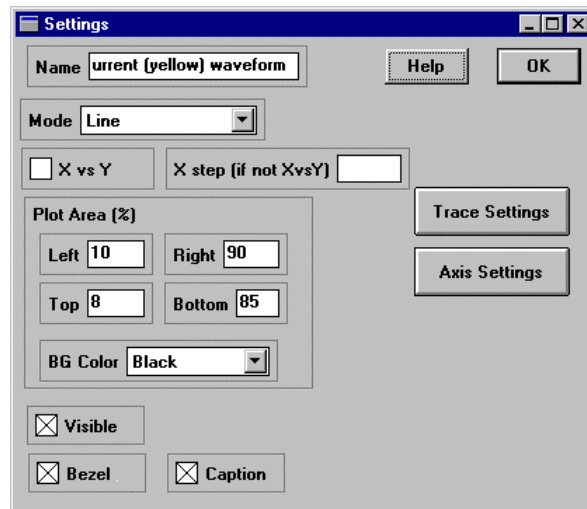 Settings
Name urrent (yellow) waveform
Help
OK
Mode Line
X vs Y
X step (if not XvsY)
Plot Area (%)
Left 10
Right 90
Top 8
Bottom 85
BG Color Black
Trace Settings
Axis Settings
Visible
Bezel
Caption